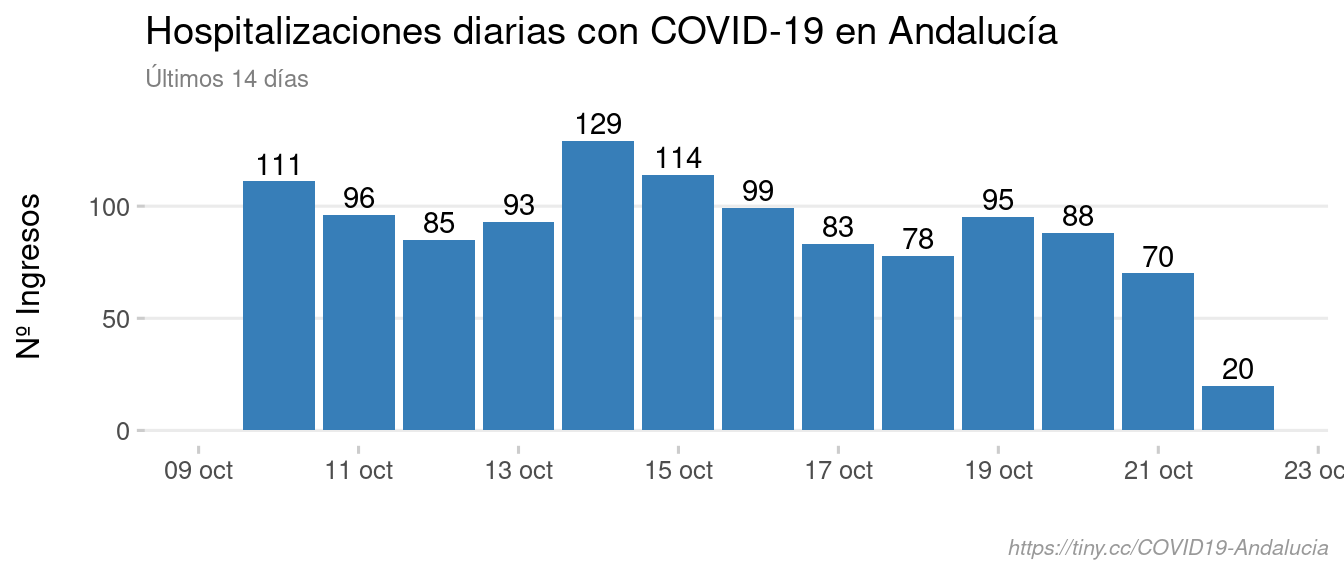 Hospitalizaciones diarias con COVID-19 en Andalucía
Últimos 14 días
Nº Ingresos
129
111
114
96
93
99
95
85
83
78
88
70
20
100
50
0
09 oct
11 oct
13 oct
15 oct
17 oct
19 oct
21 oct
23 oc
https://tiny.cc/COVID19-Andalucia